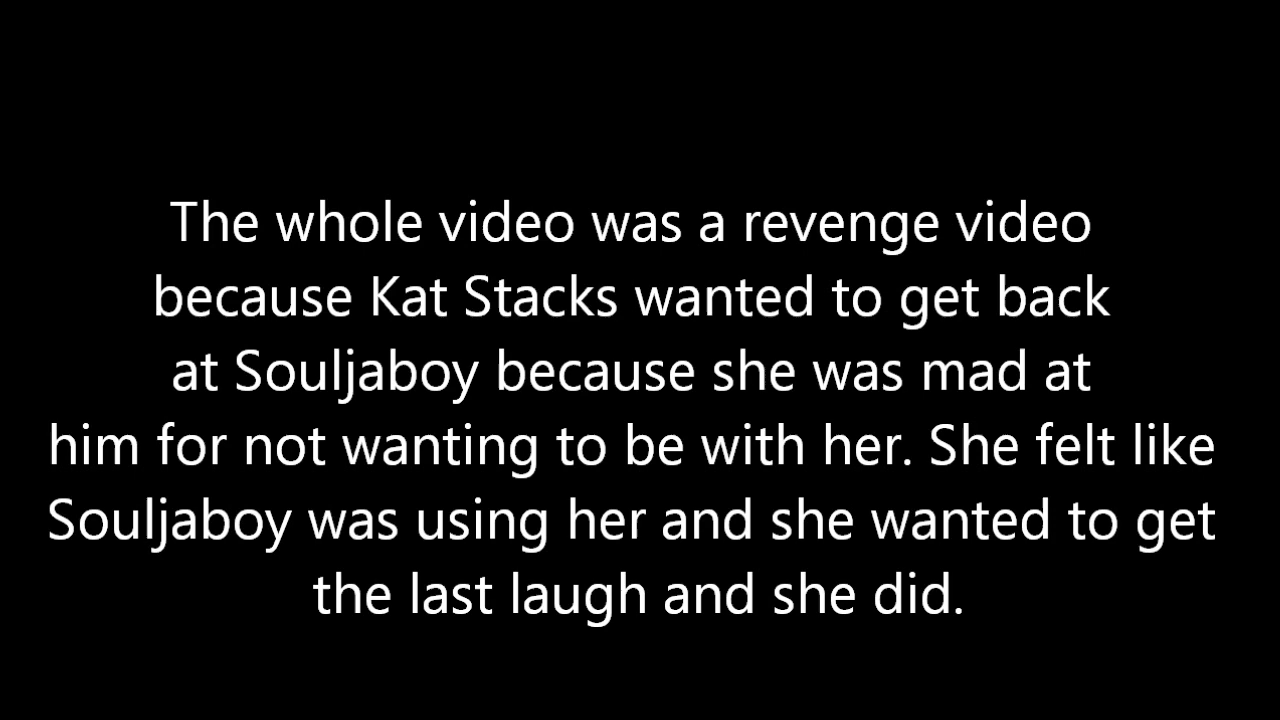 The whole video was a revenge video
because Kat Stacks wanted to get back
at Souljaboy because she was mad at
him for not wanting to be with her. She felt like
Souljaboy was using her and she wanted to get
the last laugh and she did.